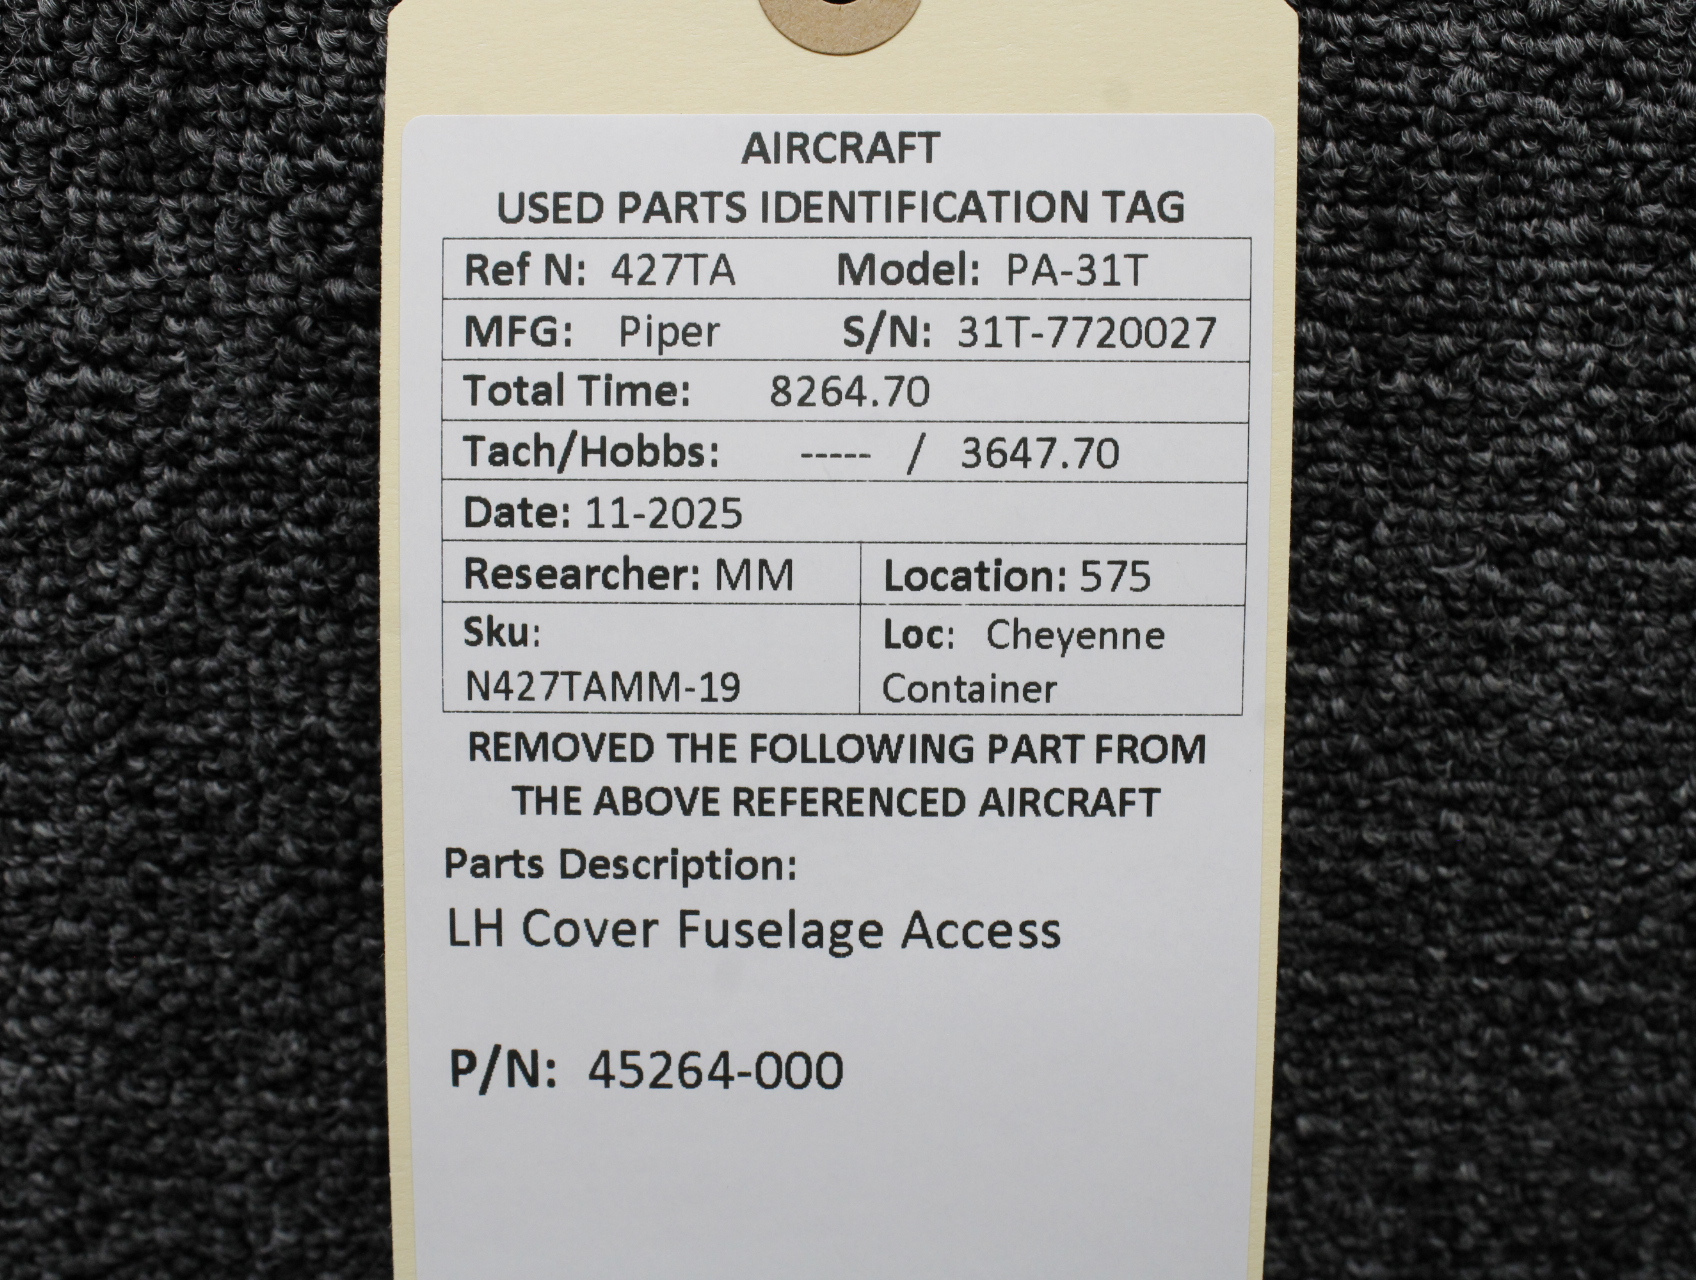 AIRCRAFT
USED PARTS IDENTIFICATION TAG
Ref N: 427TA Model: PA-31T
MFG: Piper S/N: 31T-7720027
Total Time: 8264.70
Tach/Hobbs: ----- / 3647.70
Date: 11-2025
Researcher: MM Location: 575
Sku:
N427TAMM-19
Loc: Cheyenne
Container
REMOVED THE FOLLOWING PART FROM
THE ABOVE REFERENCED AIRCRAFT
Parts Description:
LH Cover Fuselage Access
P/N: 45264-000